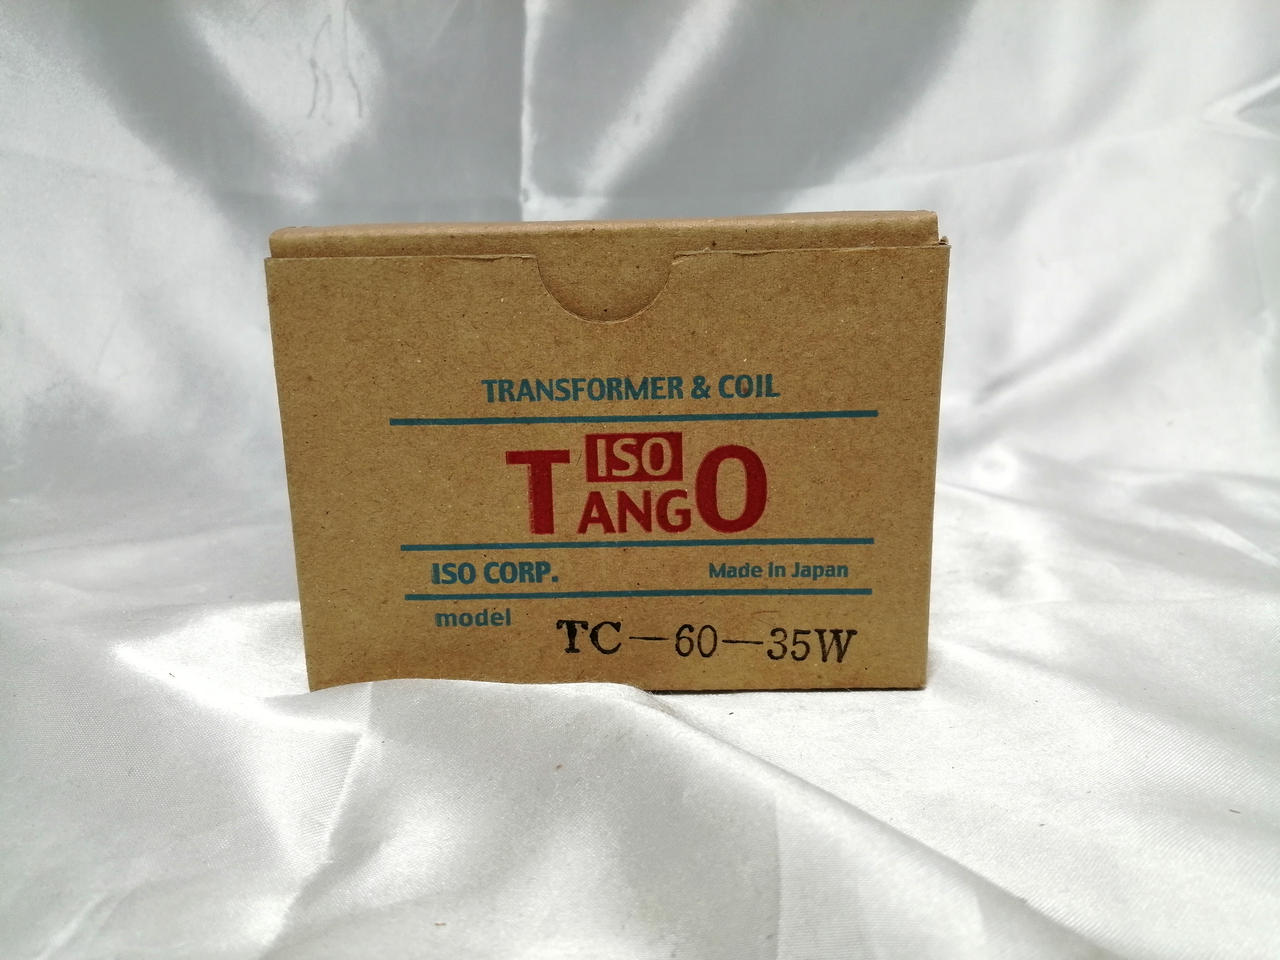 TRANSFORMER & COIL
ISO
TANGO
ISO CORP. Made In Japan
model TC-60-35W